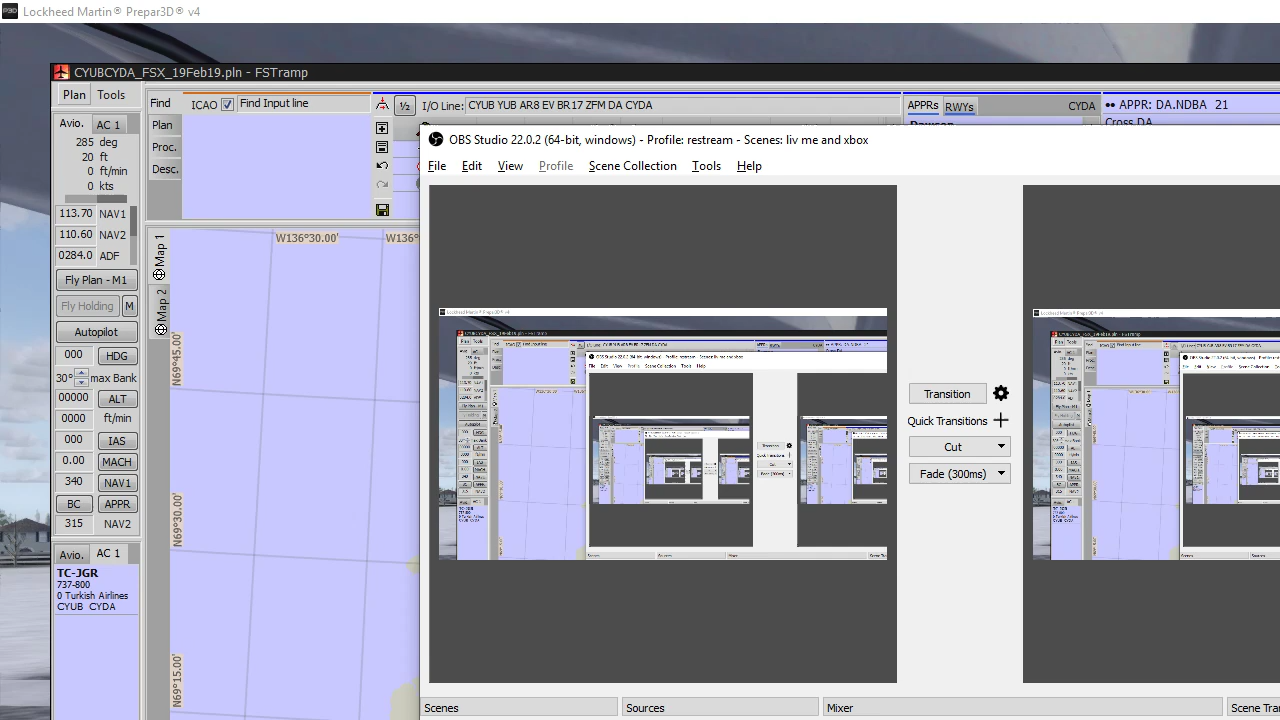 Lockheed Martin® Prepar3D® v4
CYUBCYDA_FSX_19Feb19.pln - FSTramp
Plan Tools
Find ICAO Find Input line
½ I/O Line: CYUB YUB AR8 EV BR 17 ZFM DA CYDA
APPRs RWYs CYDA
•• APPR: DA.NDBA 21
Cross DA
Dawson
Plan
Proc.
Desc.
Avio. AC 1
285 deg
20 ft
0 ft/min
0 kts
113.70 NAV1
110.60 NAV2
0284.0 ADF
Fly Plan - M1
Fly Holding M
Autopilot
000 HDG
30° max Bank
00000 ALT
0000 ft/min
000 IAS
0.00 MACH
340 NAV1
BC APPR
315 NAV2
Avio. AC 1
TC-JGR
737-800
0 Turkish Airlines
CYUB CYDA
Map 1
Map 2
W136°30.00'
W136°
N69°45.00'
N69°30.00'
N69°15.00'
OBS Studio 22.0.2 (64-bit, windows) - Profile: restream - Scenes: liv me and xbox
File Edit View Profile Scene Collection Tools Help
Transition
Quick Transitions
Cut
Fade (300ms)
Scenes
Sources
Mixer
Scene Tra